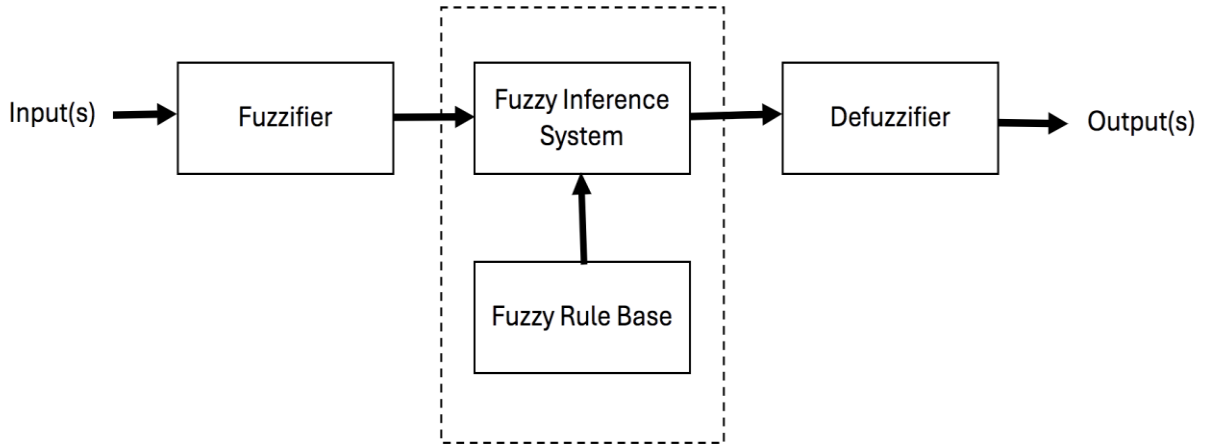 Input(s)
Fuzzifier
Fuzzy Inference
System
Defuzzifier
Output(s)
Fuzzy Rule Base